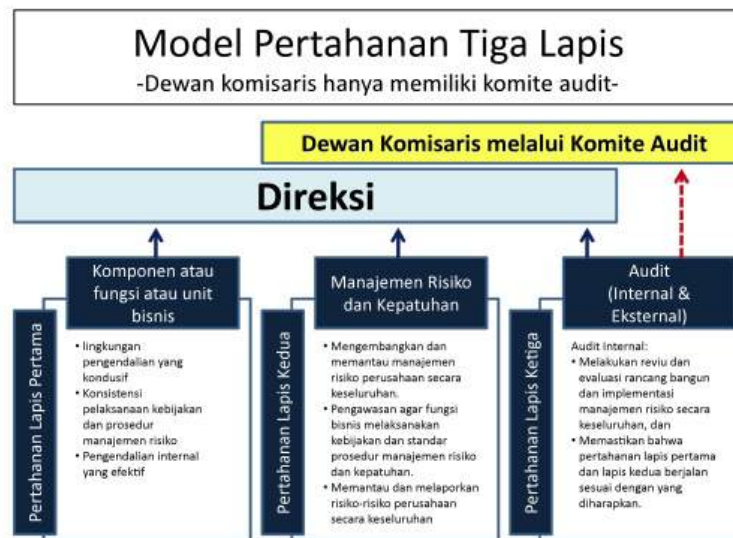 Model Pertahanan Tiga Lapis
-Dewan komisaris hanya memiliki komite audit-
Dewan Komisaris melalui Komite Audit
Direksi
Komponen atau
fungsi atau unit
bisnis
Pertahanan Lapis Pertama
• lingkungan
pengendalian yang
kondusif
• Konsistensi
pelaksanaan kebijakan
dan prosedur
manajemen risiko
• Pengendalian internal
yang efektif
Manajemen Risiko
dan Kepatuhan
Pertahanan Lapis Kedua
• Mengembangkan dan
memantau manajemen
risiko perusahaan secara
keseluruhan.
• Pengawasan agar fungsi
bisnis melaksanakan
kebijakan dan standar
prosedur manajemen risiko
dan kepatuhan.
• Memantau dan melaporkan
risiko-risiko perusahaan
secara keseluruhan
Audit
(Internal &
Eksternal)
Pertahanan Lapis Ketiga
Audit Internal:
• Melakukan reviu dan
evaluasi rancang bangun
dan implementasi
manajemen risiko secara
keseluruhan, dan
• Memastikan bahwa
pertahanan lapis pertama
dan lapis kedua berjalan
sesuai dengan yang
diharapkan.